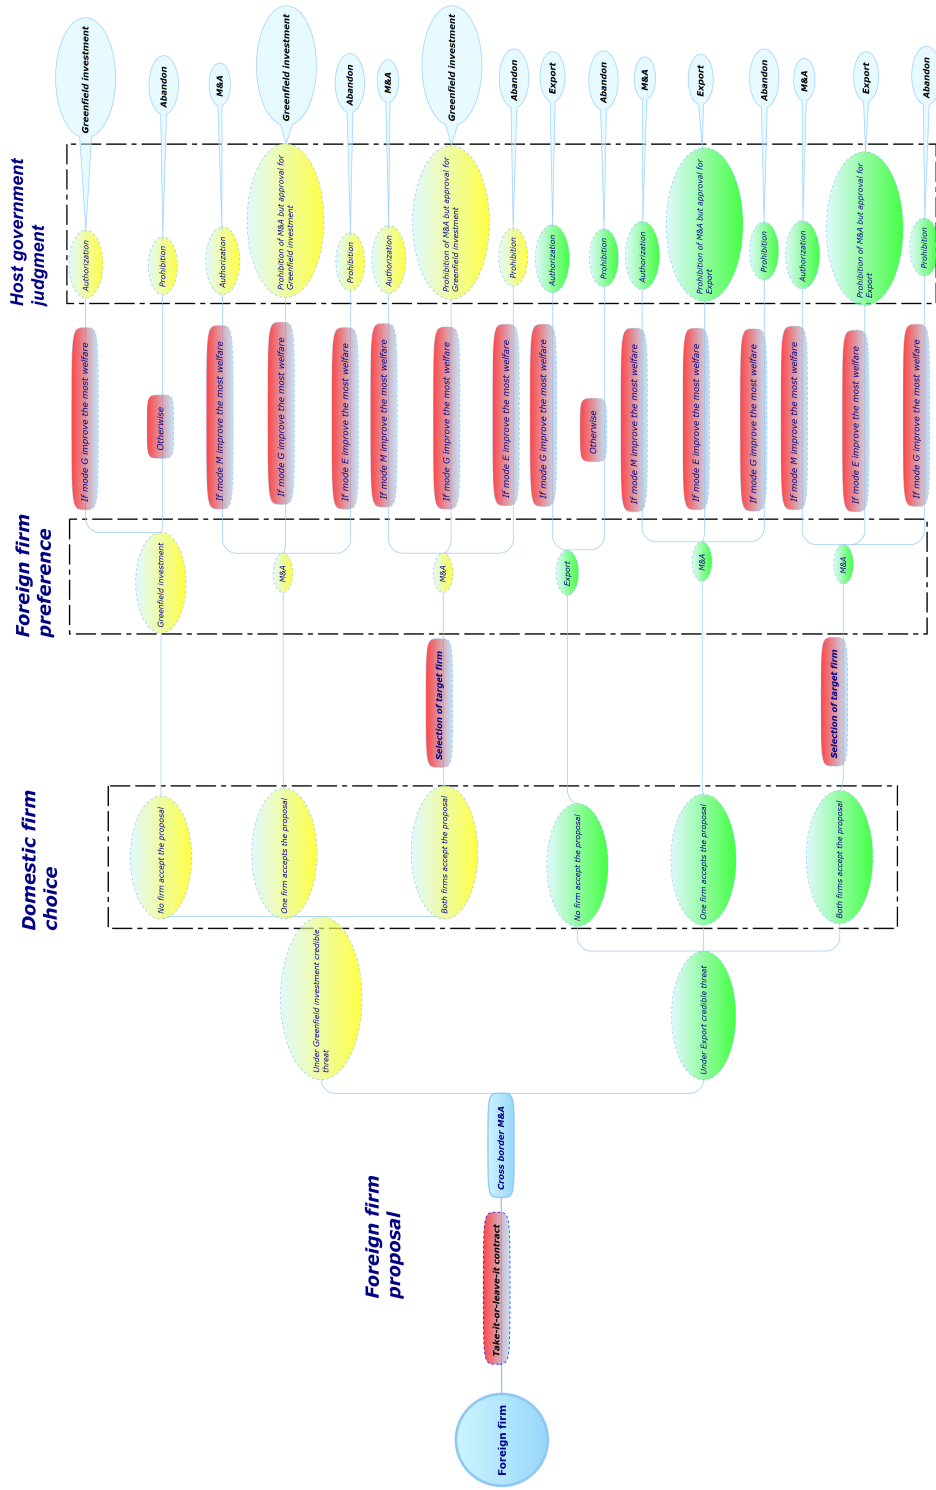 Foreign firm
Take-it-or-leave-it contract
Cross border M&A
Foreign firm
proposal
Under Greenfield investment credible
threat
Under Export credible threat
Domestic firm
choice
No firm accept the proposal
One firm accepts the proposal
Both firms accept the proposal
No firm accept the proposal
One firm accepts the proposal
Both firms accept the proposal
Selection of target firm
Selection of target firm
Foreign firm
preference
Greenfield investment
M&A
M&A
Export
M&A
M&A
If mode G improve the most welfare
Otherwise
If mode M improve the most welfare
If mode G improve the most welfare
If mode E improve the most welfare
If mode M improve the most welfare
If mode G improve the most welfare
If mode E improve the most welfare
If mode G improve the most welfare
Otherwise
If mode M improve the most welfare
If mode E improve the most welfare
If mode G improve the most welfare
If mode M improve the most welfare
If mode E improve the most welfare
If mode G improve the most welfare
Host government
judgment
Authorization
Prohibition
Authorization
Prohibition of M&A but approval for
Greenfield investment
Prohibition
Authorization
Prohibition of M&A but approval for
Greenfield investment
Prohibition
Authorization
Prohibition
Authorization
Prohibition of M&A but approval for
Export
Prohibition
Authorization
Prohibition of M&A but approval for
Export
Prohibition
Greenfield investment
Abandon
M&A
Greenfield investment
Abandon
M&A
Greenfield investment
Abandon
Export
Abandon
M&A
Export
Abandon
M&A
Export
Abandon